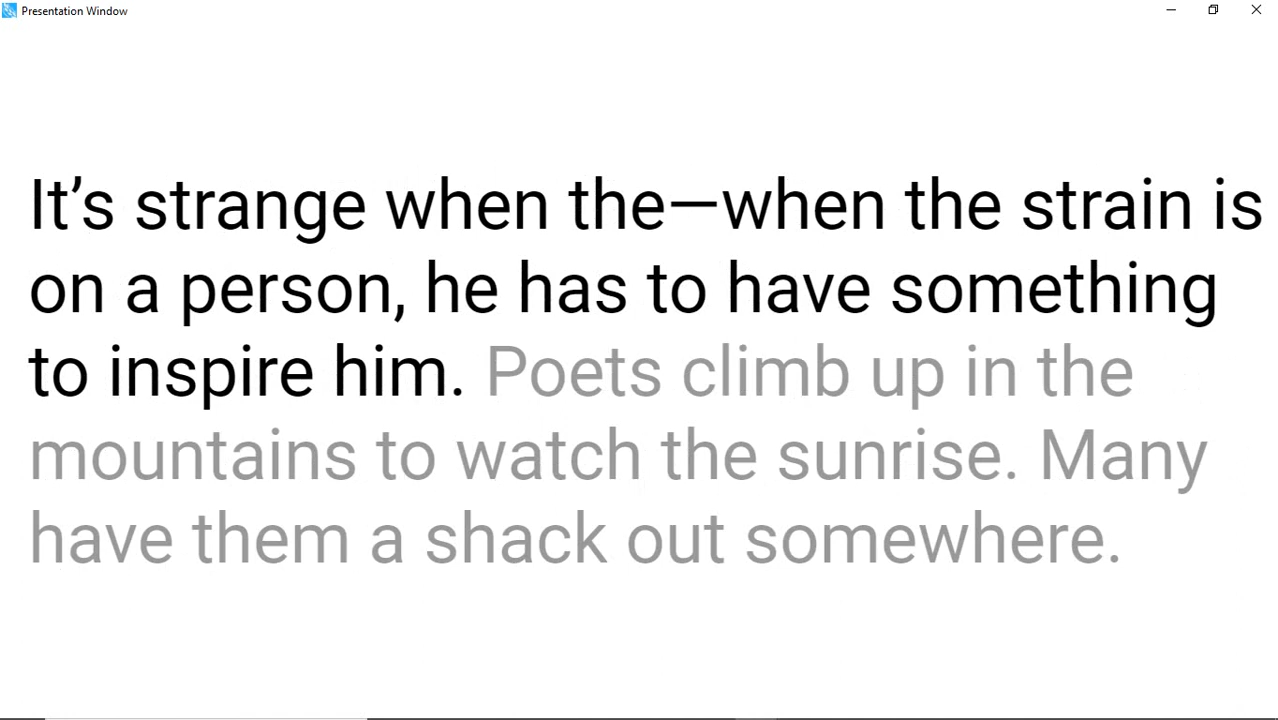 Presentation Window
It’s strange when the—when the strain is
on a person, he has to have something
to inspire him. Poets climb up in the
mountains to watch the sunrise. Many
have them a shack out somewhere.